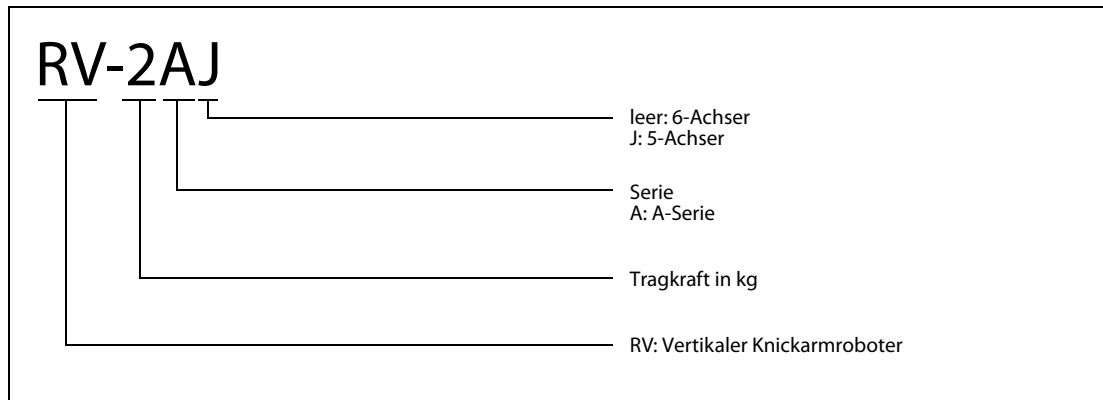 RV-2AJ
leer: 6-Achser
J: 5-Achser
Serie
A: A-Serie
Tragkraft in kg
RV: Vertikaler Knickarmroboter